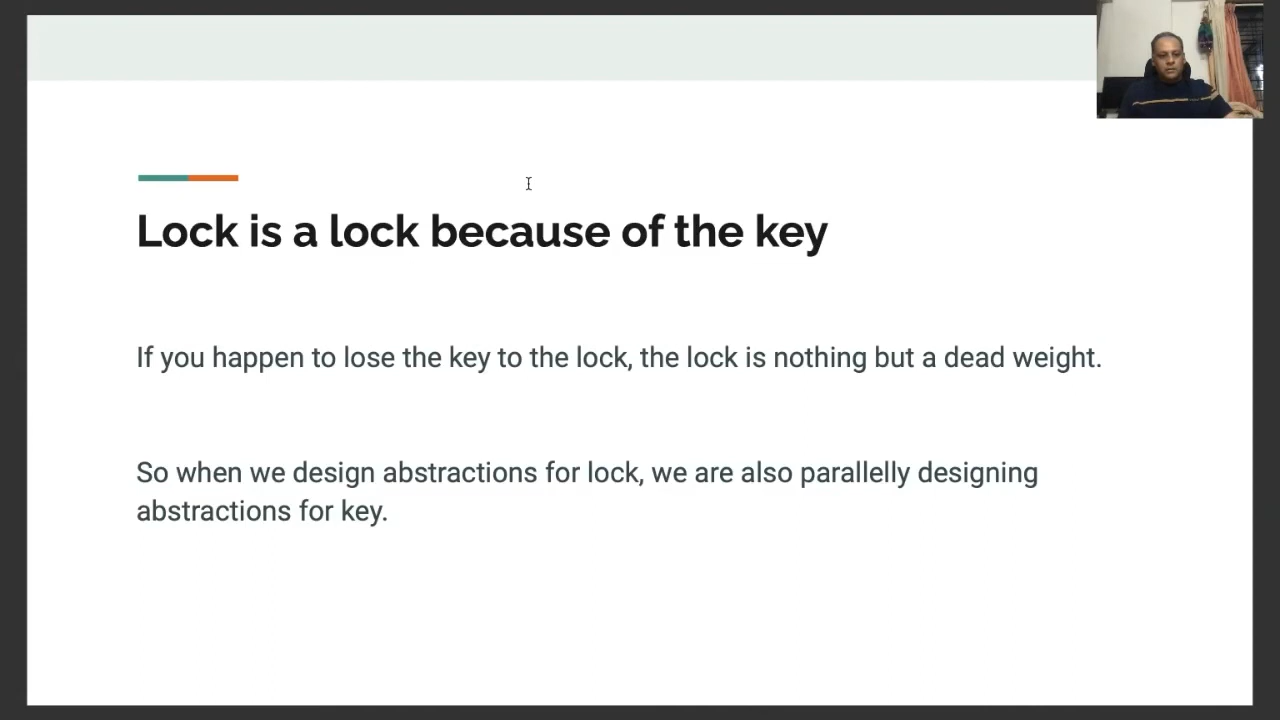 Lock is a lock because of the key
If you happen to lose the key to the lock, the lock is nothing but a dead weight.
So when we design abstractions for lock, we are also parallelly designing
abstractions for key.